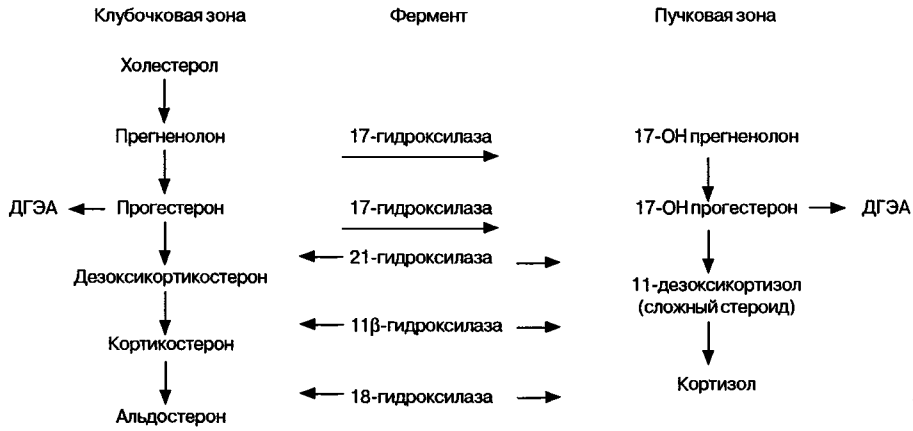 Клубочковая зона Фермент Пучковая зона
Холестерол
Прегненолон 17-гидроксилаза 17-ОН прегненолон
ДГЭА Прогестерон 17-гидроксилаза 17-ОН прогестерон ДГЭА
21-гидроксилаза
Дезоксикортикостерон 11-дезоксикортизол
(сложный стероид)
Кортикостерон 11β-гидроксилаза
Кортизол
18-гидроксилаза
Альдостерон